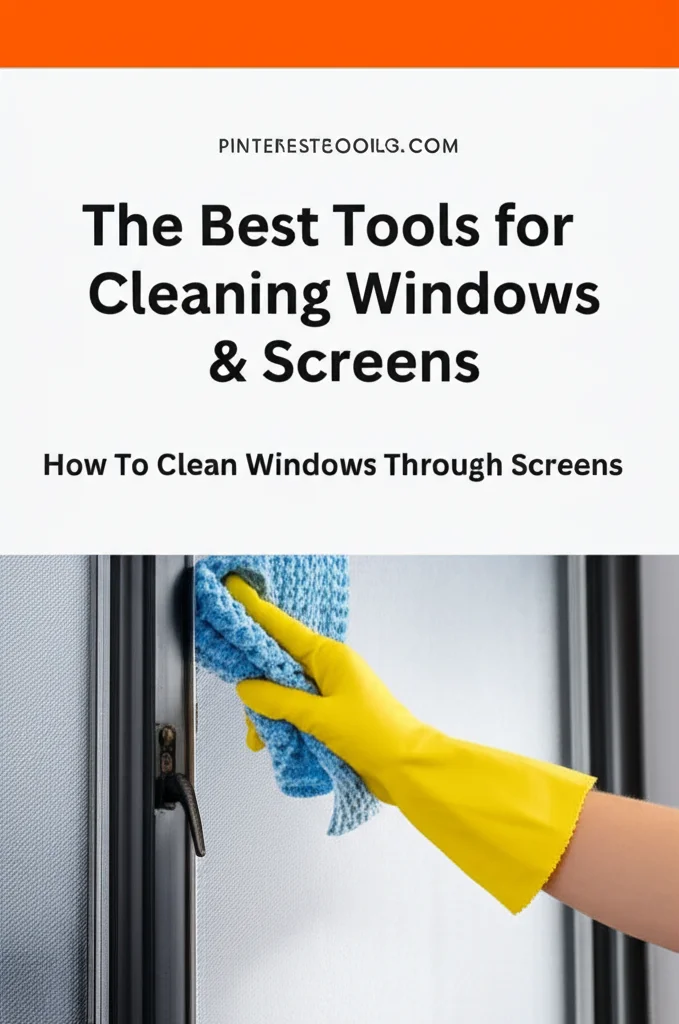 PINTERESTEOOILG.COM
The Best Tools for
Cleaning Windows
& Screens
How To Clean Windows Through Screens